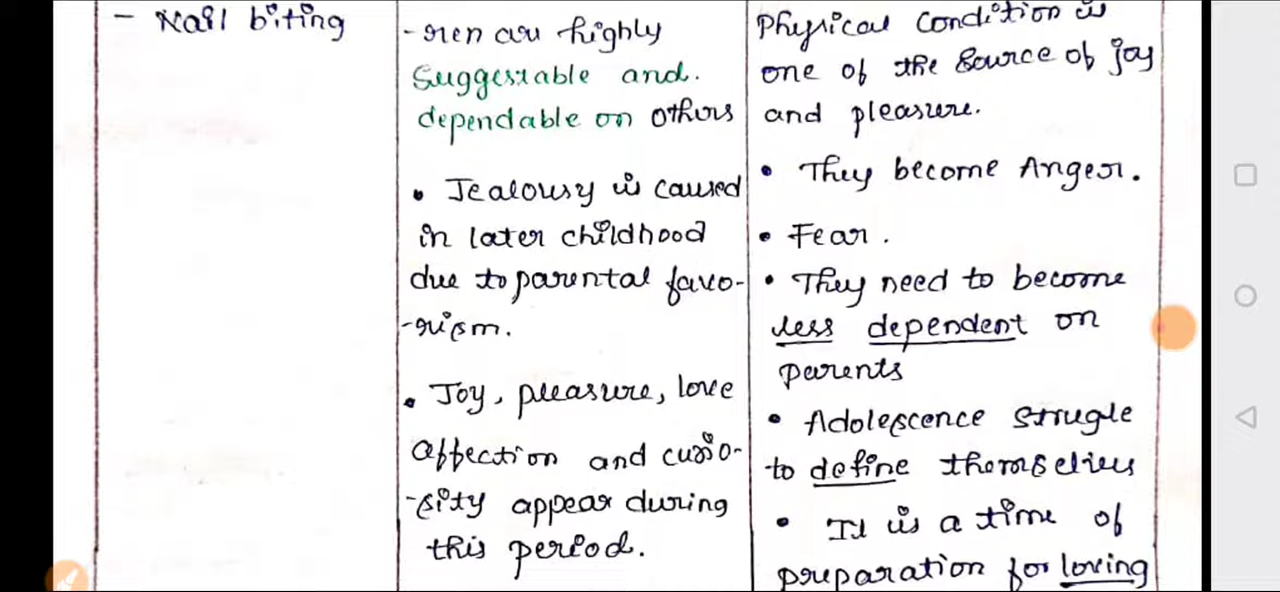 - Nail biting
-ren are highly
Suggestable and.
dependable on others
• Jealousy is caused
in later childhood
due to parental favo-
-rism.
• Joy, pleasure, love
affection and curio-
-sity appear during
this period.
Physical condition is
one of the source of joy
and pleasure.
• They become Anger.
• Fear.
• They need to become
less dependent on
parents
• Adolescence strugle
to define themselves
• It is a time of
preparation for loving